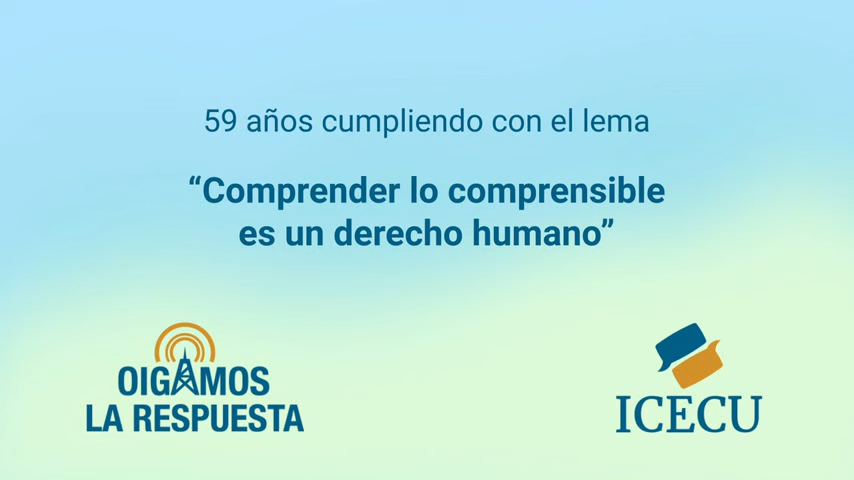 59 años cumpliendo con el lema
“Comprender lo comprensible
es un derecho humano”
OIGAMOS
LA RESPUESTA
ICECU